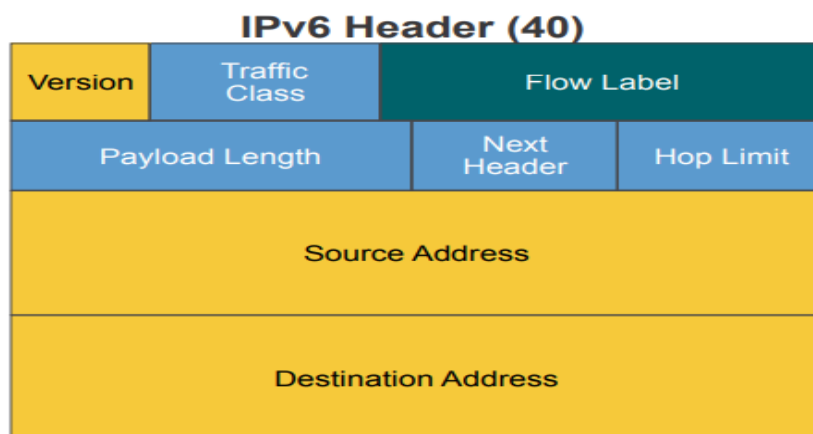 IPv6 Header (40)
Version
Traffic
Class
Flow Label
Payload Length
Next
Header
Hop Limit
Source Address
Destination Address